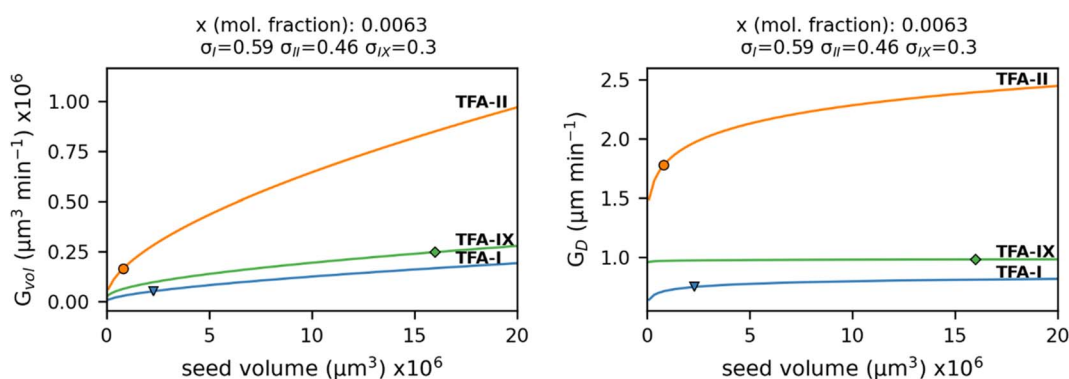 x (mol. fraction): 0.0063
σI=0.59 σII=0.46 σIX=0.3
Gvol (μm³ min⁻¹) x10⁶
1.00
0.75
0.50
0.25
0.00
TFA-II
TFA-IX
TFA-I
0 5 10 15 20
seed volume (μm³) x10⁶
x (mol. fraction): 0.0063
σI=0.59 σII=0.46 σIX=0.3
GD (μm min⁻¹)
2.5
2.0
1.5
1.0
TFA-II
TFA-IX
TFA-I
0 5 10 15 20
seed volume (μm³) x10⁶